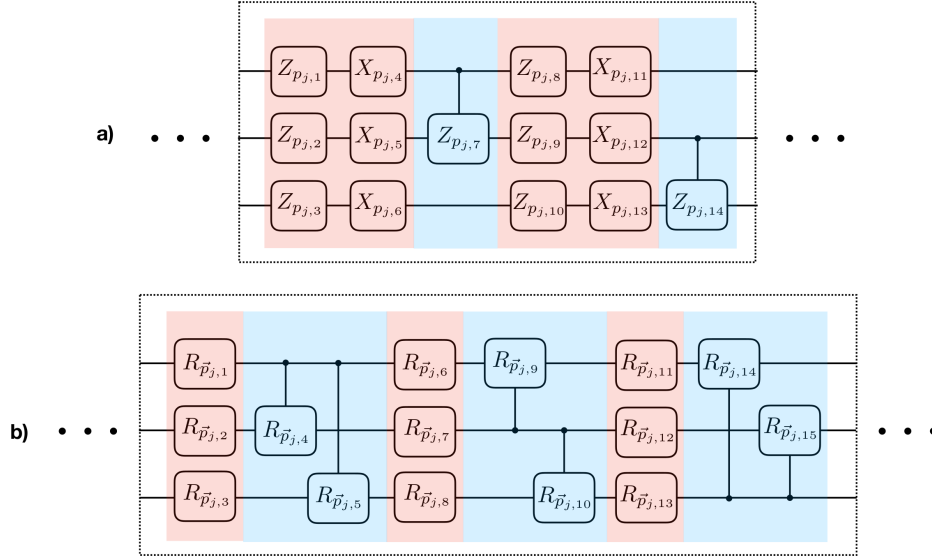 Z_{p_{j,1}} X_{p_{j,4}} Z_{p_{j,8}} X_{p_{j,11}}
a) • • • Z_{p_{j,2}} X_{p_{j,5}} Z_{p_{j,7}} Z_{p_{j,9}} X_{p_{j,12}} • • •
Z_{p_{j,3}} X_{p_{j,6}} Z_{p_{j,10}} X_{p_{j,13}} Z_{p_{j,14}}
R_{\vec{p}_{j,1}} R_{\vec{p}_{j,6}} R_{\vec{p}_{j,9}} R_{\vec{p}_{j,11}} R_{\vec{p}_{j,14}}
b) • • • R_{\vec{p}_{j,2}} R_{\vec{p}_{j,4}} R_{\vec{p}_{j,7}} R_{\vec{p}_{j,12}} R_{\vec{p}_{j,15}} • • •
R_{\vec{p}_{j,3}} R_{\vec{p}_{j,5}} R_{\vec{p}_{j,8}} R_{\vec{p}_{j,10}} R_{\vec{p}_{j,13}}